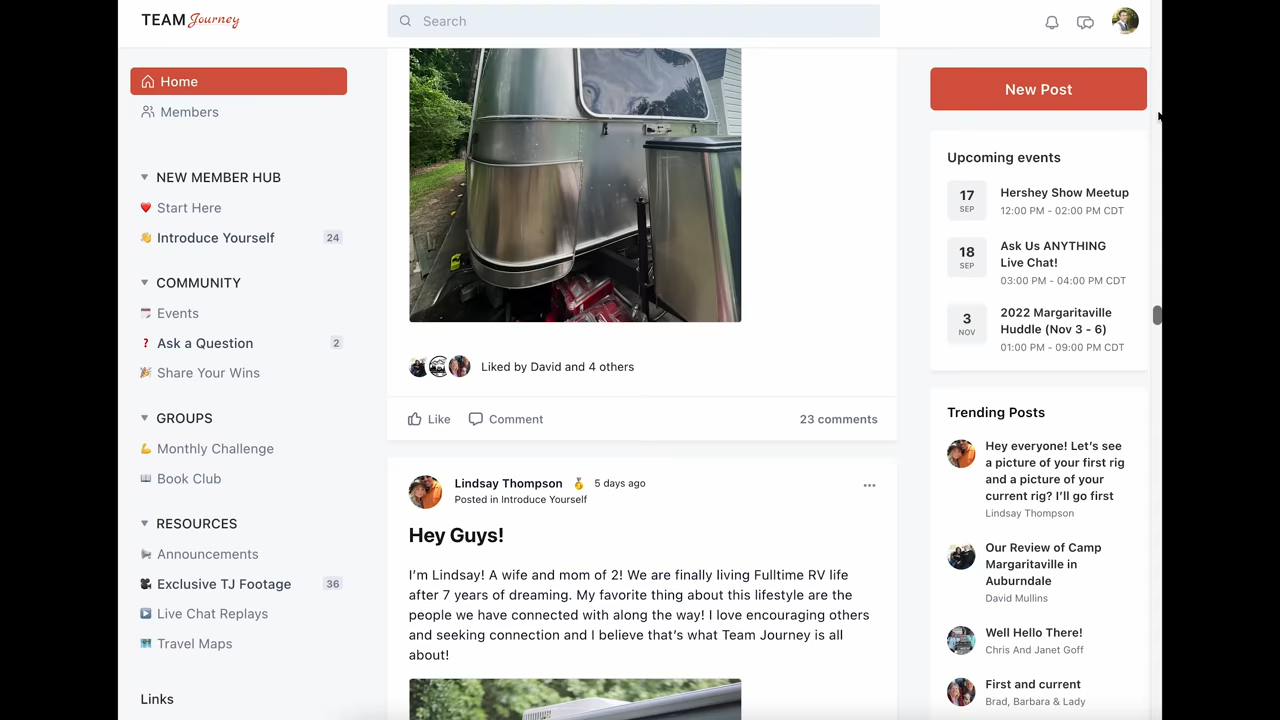 TEAM Journey
Search
Home
Members
NEW MEMBER HUB
Start Here
Introduce Yourself 24
COMMUNITY
Events
Ask a Question 2
Share Your Wins
GROUPS
Monthly Challenge
Book Club
RESOURCES
Announcements
Exclusive TJ Footage 36
Live Chat Replays
Travel Maps
Links
Liked by David and 4 others
Like Comment 23 comments
Lindsay Thompson 5 days ago
Posted in Introduce Yourself
Hey Guys!
I’m Lindsay! A wife and mom of 2! We are finally living Fulltime RV life
after 7 years of dreaming. My favorite thing about this lifestyle are the
people we have connected with along the way! I love encouraging others
and seeking connection and I believe that’s what Team Journey is all
about!
New Post
Upcoming events
17 SEP
Hershey Show Meetup
12:00 PM - 02:00 PM CDT
18 SEP
Ask Us ANYTHING
Live Chat!
03:00 PM - 04:00 PM CDT
3 NOV
2022 Margaritaville
Huddle (Nov 3 - 6)
01:00 PM - 09:00 PM CDT
Trending Posts
Hey everyone! Let’s see
a picture of your first rig
and a picture of your
current rig? I’ll go first
Lindsay Thompson
Our Review of Camp
Margaritaville in
Auburndale
David Mullins
Well Hello There!
Chris And Janet Goff
First and current
Brad, Barbara & Lady